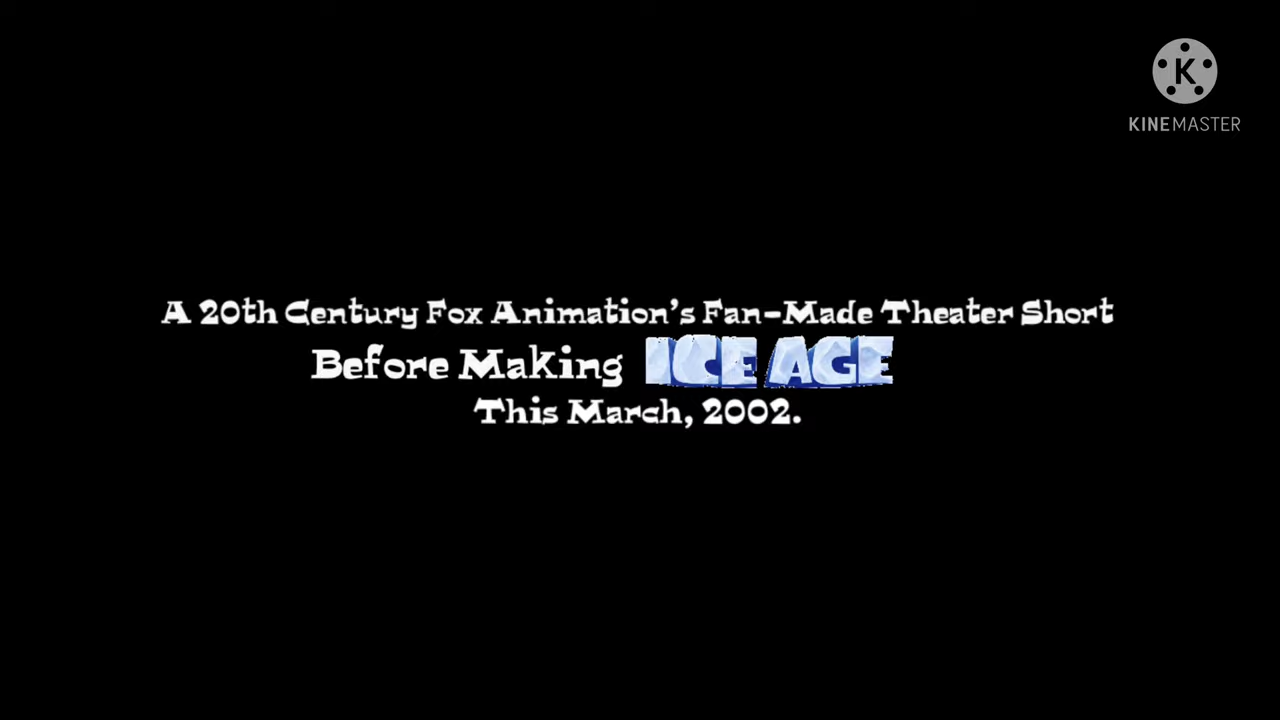 K
KINEMASTER
A 20th Century Fox Animation's Fan-Made Theater Short
Before Making ICE AGE
This March, 2002.